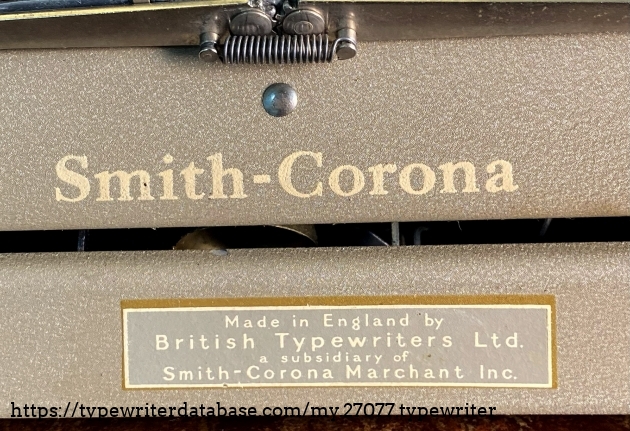 Smith-Corona
Made in England by
British Typewriters Ltd.
a subsidiary of
Smith-Corona Marchant Inc.
https://typewriterdatabase.com/my.27077.typewriter